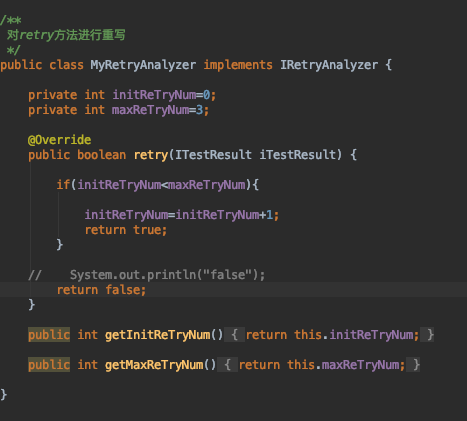 /**
对retry方法进行重写
*/
public class MyRetryAnalyzer implements IRetryAnalyzer {
private int initReTryNum=0;
private int maxReTryNum=3;
@Override
public boolean retry(ITestResult iTestResult) {
if(initReTryNum<maxReTryNum){
initReTryNum=initReTryNum+1;
return true;
}
//    System.out.println("false");
return false;
}
public int getInitReTryNum() { return this.initReTryNum; }
public int getMaxReTryNum() { return this.maxReTryNum; }
}